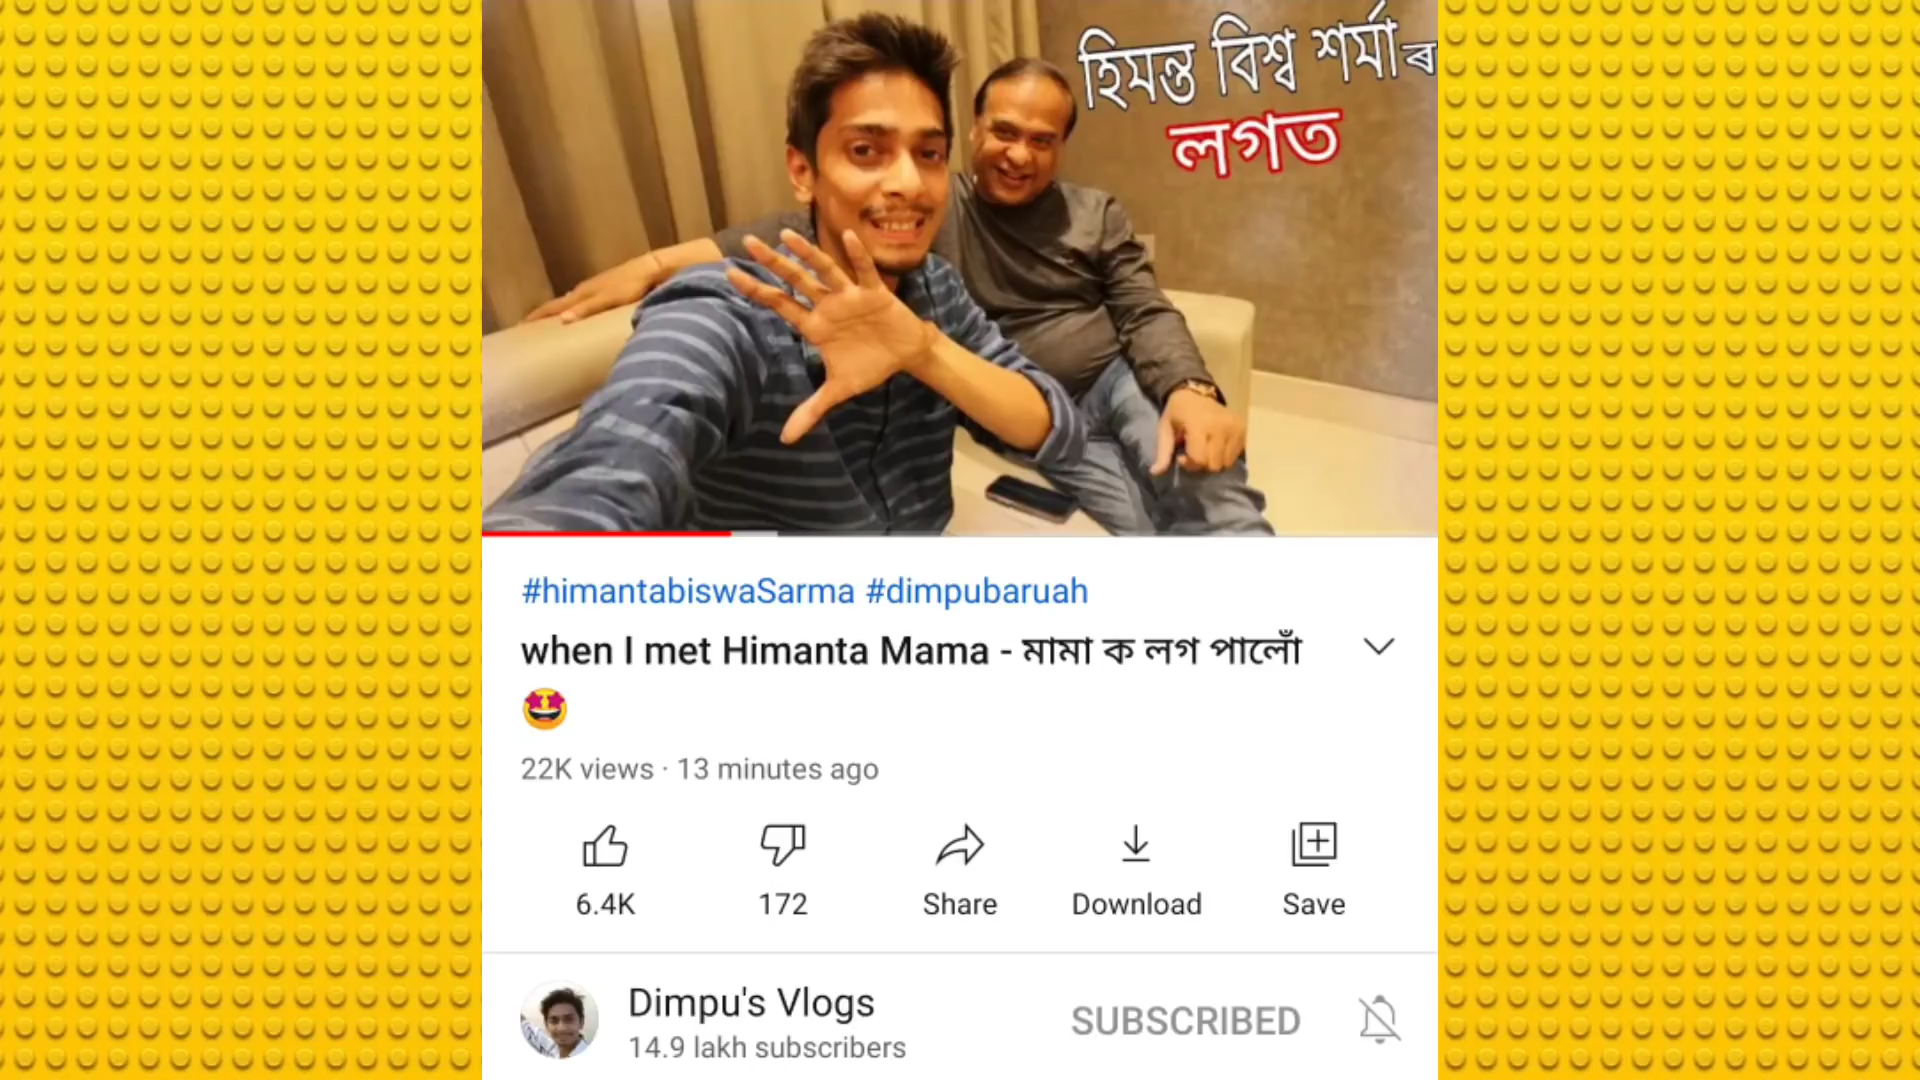 হিমন্ত বিশ্ব শৰ্মাৰ
লগত
#himantabiswaSarma #dimpubaruah
when I met Himanta Mama - মামা ক লগ পালোঁ
🤩
22K views · 13 minutes ago
6.4K 172 Share Download Save
Dimpu's Vlogs
14.9 lakh subscribers
SUBSCRIBED